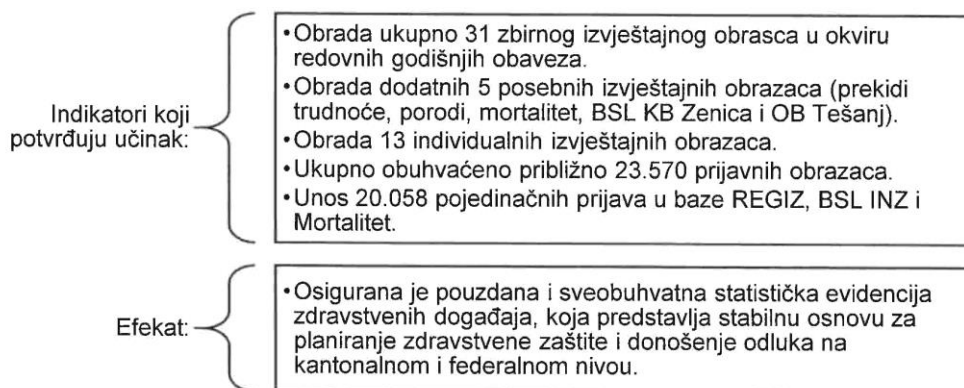 Indikatori koji
potvrđuju učinak:
•Obrada ukupno 31 zbirnog izvještajnog obrasca u okviru
redovnih godišnjih obaveza.
•Obrada dodatnih 5 posebnih izvještajnih obrazaca (prekidi
trudnoće, porodi, mortalitet, BSL KB Zenica i OB Tešanj).
•Obrada 13 individualnih izvještajnih obrazaca.
•Ukupno obuhvaćeno približno 23.570 prijavnih obrazaca.
•Unos 20.058 pojedinačnih prijava u baze REGIZ, BSL INZ i
Mortalitet.
Efekat:
•Osigurana je pouzdana i sveobuhvatna statistička evidencija
zdravstvenih događaja, koja predstavlja stabilnu osnovu za
planiranje zdravstvene zaštite i donošenje odluka na
kantonalnom i federalnom nivou.